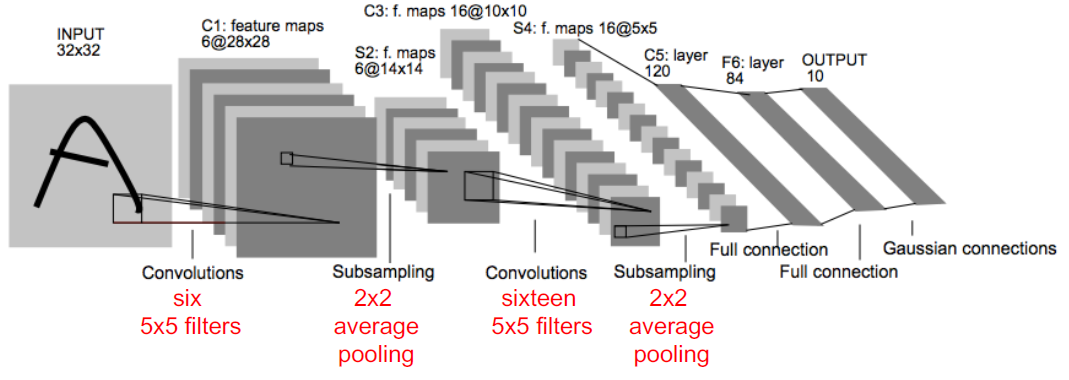 INPUT
32x32
C1: feature maps
6@28x28
S2: f. maps
6@14x14
C3: f. maps 16@10x10
S4: f. maps 16@5x5
C5: layer
120
F6: layer
84
OUTPUT
10
Convolutions
six
5x5 filters
Subsampling
2x2
average
pooling
Convolutions
sixteen
5x5 filters
Subsampling
2x2
average
pooling
Full connection
Full connection
Gaussian connections
A